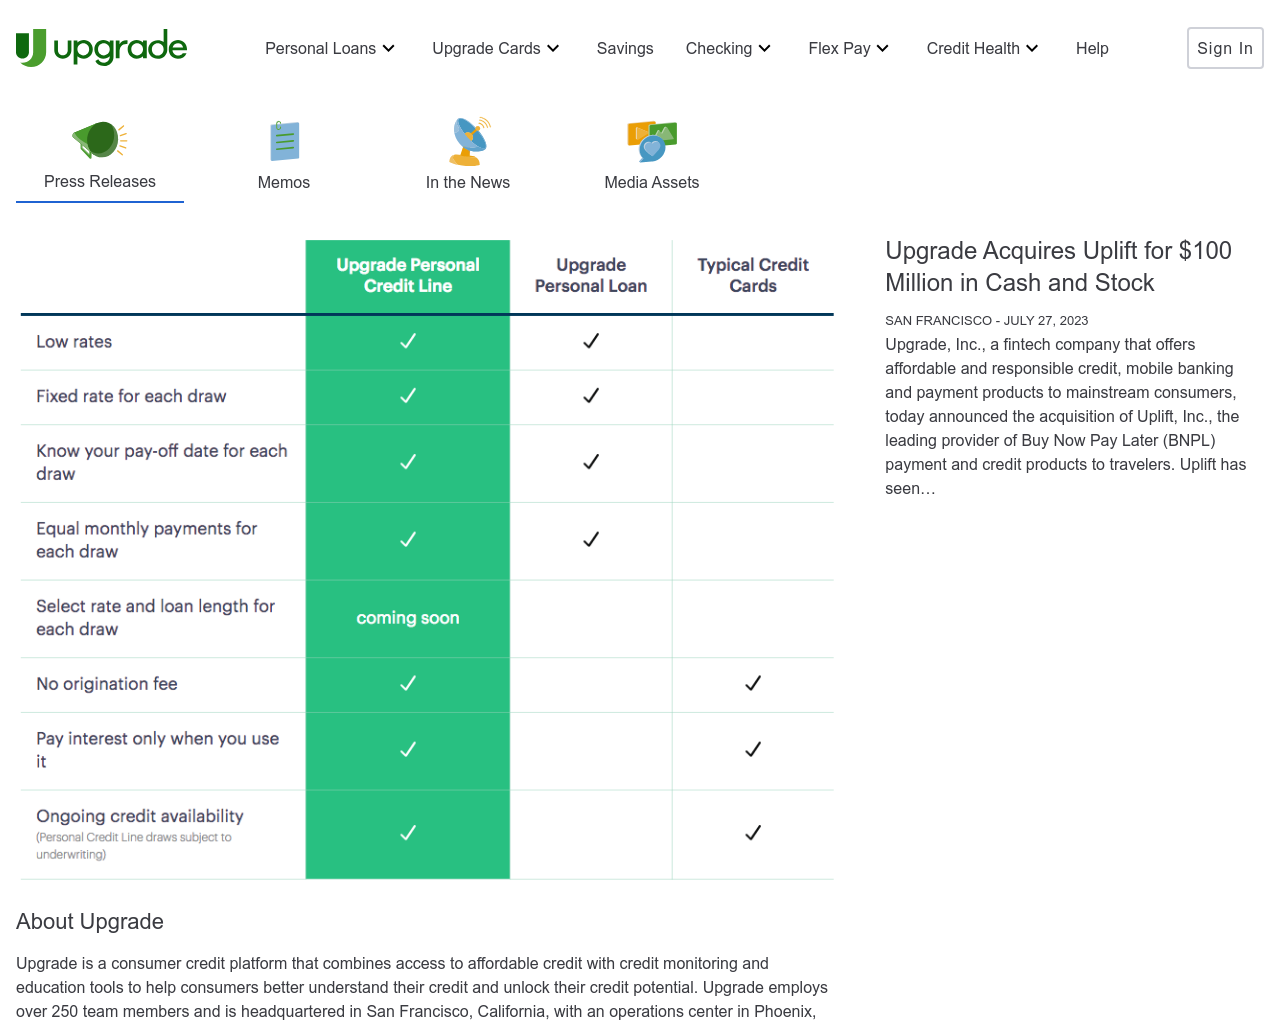 upgrade
Personal Loans Upgrade Cards Savings Checking Flex Pay Credit Health Help Sign In
Press Releases Memos In the News Media Assets
Upgrade Personal Credit Line
Upgrade Personal Loan
Typical Credit Cards
Low rates
Fixed rate for each draw
Know your pay-off date for each
draw
Equal monthly payments for
each draw
Select rate and loan length for
each draw
coming soon
No origination fee
Pay interest only when you use
it
Ongoing credit availability
(Personal Credit Line draws subject to
underwriting)
Upgrade Acquires Uplift for $100
Million in Cash and Stock
SAN FRANCISCO - JULY 27, 2023
Upgrade, Inc., a fintech company that offers
affordable and responsible credit, mobile banking
and payment products to mainstream consumers,
today announced the acquisition of Uplift, Inc., the
leading provider of Buy Now Pay Later (BNPL)
payment and credit products to travelers. Uplift has
seen…
About Upgrade
Upgrade is a consumer credit platform that combines access to affordable credit with credit monitoring and
education tools to help consumers better understand their credit and unlock their credit potential. Upgrade employs
over 250 team members and is headquartered in San Francisco, California, with an operations center in Phoenix,